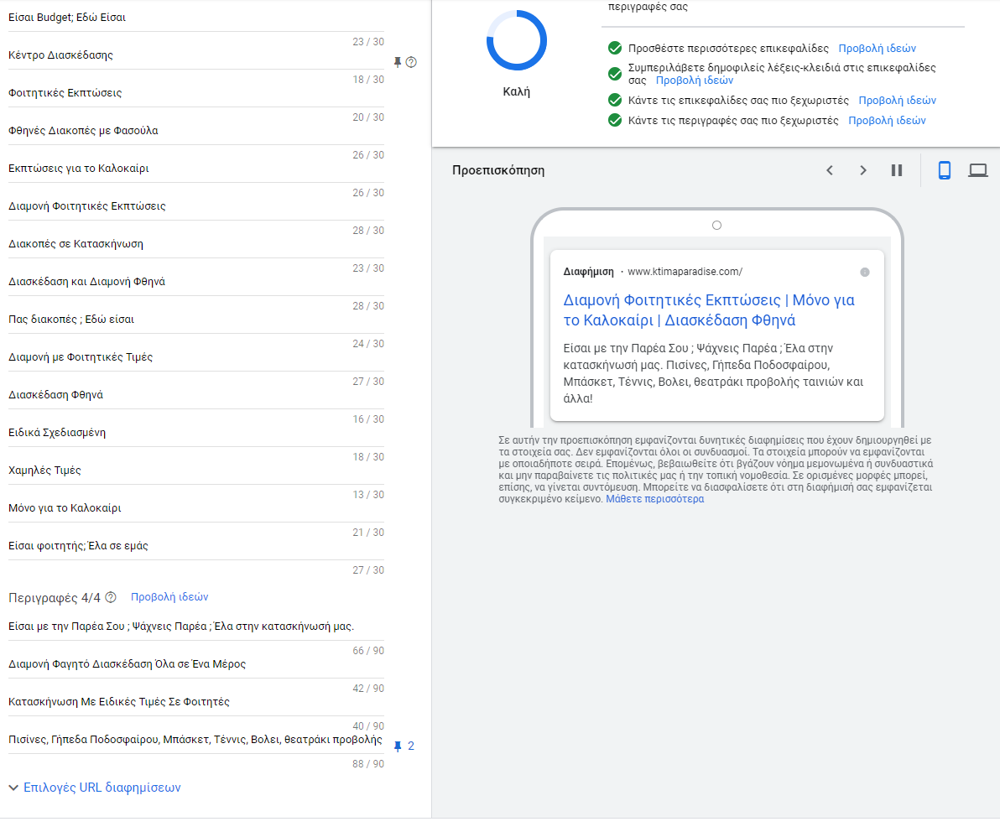 Είσαι Budget; Εδώ Είσαι
23 / 30
Κέντρο Διασκέδασης
18 / 30
Φοιτητικές Εκπτώσεις
20 / 30
Φθηνές Διακοπές με Φασούλα
26 / 30
Εκπτώσεις για το Καλοκαίρι
26 / 30
Διαμονή Φοιτητικές Εκπτώσεις
28 / 30
Διακοπές σε Κατασκήνωση
23 / 30
Διασκέδαση και Διαμονή Φθηνά
28 / 30
Πας διακοπές ; Εδώ είσαι
24 / 30
Διαμονή με Φοιτητικές Τιμές
27 / 30
Διασκέδαση Φθηνά
16 / 30
Ειδικά Σχεδιασμένη
18 / 30
Χαμηλές Τιμές
13 / 30
Μόνο για το Καλοκαίρι
21 / 30
Είσαι φοιτητής; Έλα σε εμάς
27 / 30
Περιγραφές 4/4 Προβολή ιδεών
Είσαι με την Παρέα Σου ; Ψάχνεις Παρέα ; Έλα στην κατασκήνωσή μας.
66 / 90
Διαμονή Φαγητό Διασκέδαση Όλα σε Ένα Μέρος
42 / 90
Κατασκήνωση Με Ειδικές Τιμές Σε Φοιτητές
40 / 90
Πισίνες, Γήπεδα Ποδοσφαίρου, Μπάσκετ, Τέννις, Βολει, θεατράκι προβολής
2
88 / 90
Επιλογές URL διαφημίσεων
περιγραφές σας
Καλή
Προσθέστε περισσότερες επικεφαλίδες Προβολή ιδεών
Συμπεριλάβετε δημοφιλείς λέξεις-κλειδιά στις επικεφαλίδες
σας Προβολή ιδεών
Κάντε τις επικεφαλίδες σας πιο ξεχωριστές Προβολή ιδεών
Κάντε τις περιγραφές σας πιο ξεχωριστές Προβολή ιδεών
Προεπισκόπηση
Διαφήμιση · www.ktimaparadise.com/
Διαμονή Φοιτητικές Εκπτώσεις | Μόνο για
το Καλοκαίρι | Διασκέδαση Φθηνά
Είσαι με την Παρέα Σου ; Ψάχνεις Παρέα ; Έλα στην
κατασκήνωσή μας. Πισίνες, Γήπεδα Ποδοσφαίρου,
Μπάσκετ, Τέννις, Βολει, θεατράκι προβολής ταινιών και
άλλα!
Σε αυτήν την προεπισκόπηση εμφανίζονται δυνητικές διαφημίσεις που έχουν δημιουργηθεί με
τα στοιχεία σας. Δεν εμφανίζονται όλοι οι συνδυασμοί. Τα στοιχεία μπορούν να εμφανίζονται
με οποιαδήποτε σειρά. Επομένως, βεβαιωθείτε ότι βγάζουν νόημα μεμονωμένα ή συνδυαστικά
και μην παραβαίνετε τις πολιτικές μας ή την τοπική νομοθεσία. Σε ορισμένες μορφές μπορεί,
επίσης, να γίνεται συντόμευση. Μπορείτε να διασφαλίσετε ότι στη διαφήμισή σας εμφανίζεται
συγκεκριμένο κείμενο. Μάθετε περισσότερα